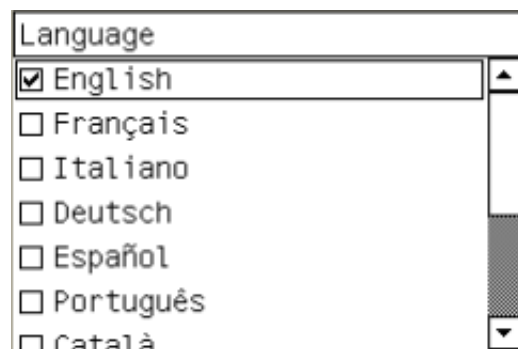 Language
English
Français
Italiano
Deutsch
Español
Português
Català